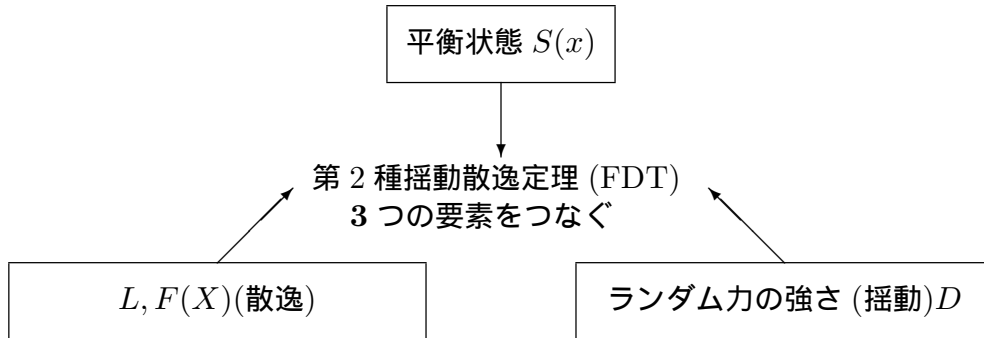 平衡状態 S(x)
第 2 種揺動散逸定理 (FDT)
3 つの要素をつなぐ
L, F(X)(散逸)
ランダム力の強さ (揺動)D